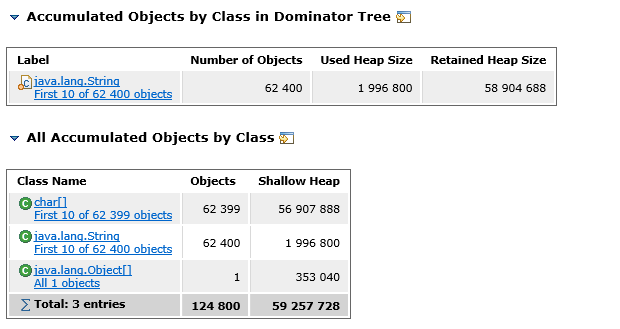 Accumulated Objects by Class in Dominator Tree
Label Number of Objects Used Heap Size Retained Heap Size
java.lang.String
First 10 of 62 400 objects 62 400 1 996 800 58 904 688
All Accumulated Objects by Class
Class Name Objects Shallow Heap
char[]
First 10 of 62 399 objects 62 399 56 907 888
java.lang.String
First 10 of 62 400 objects 62 400 1 996 800
java.lang.Object[]
All 1 objects 1 353 040
Σ Total: 3 entries 124 800 59 257 728